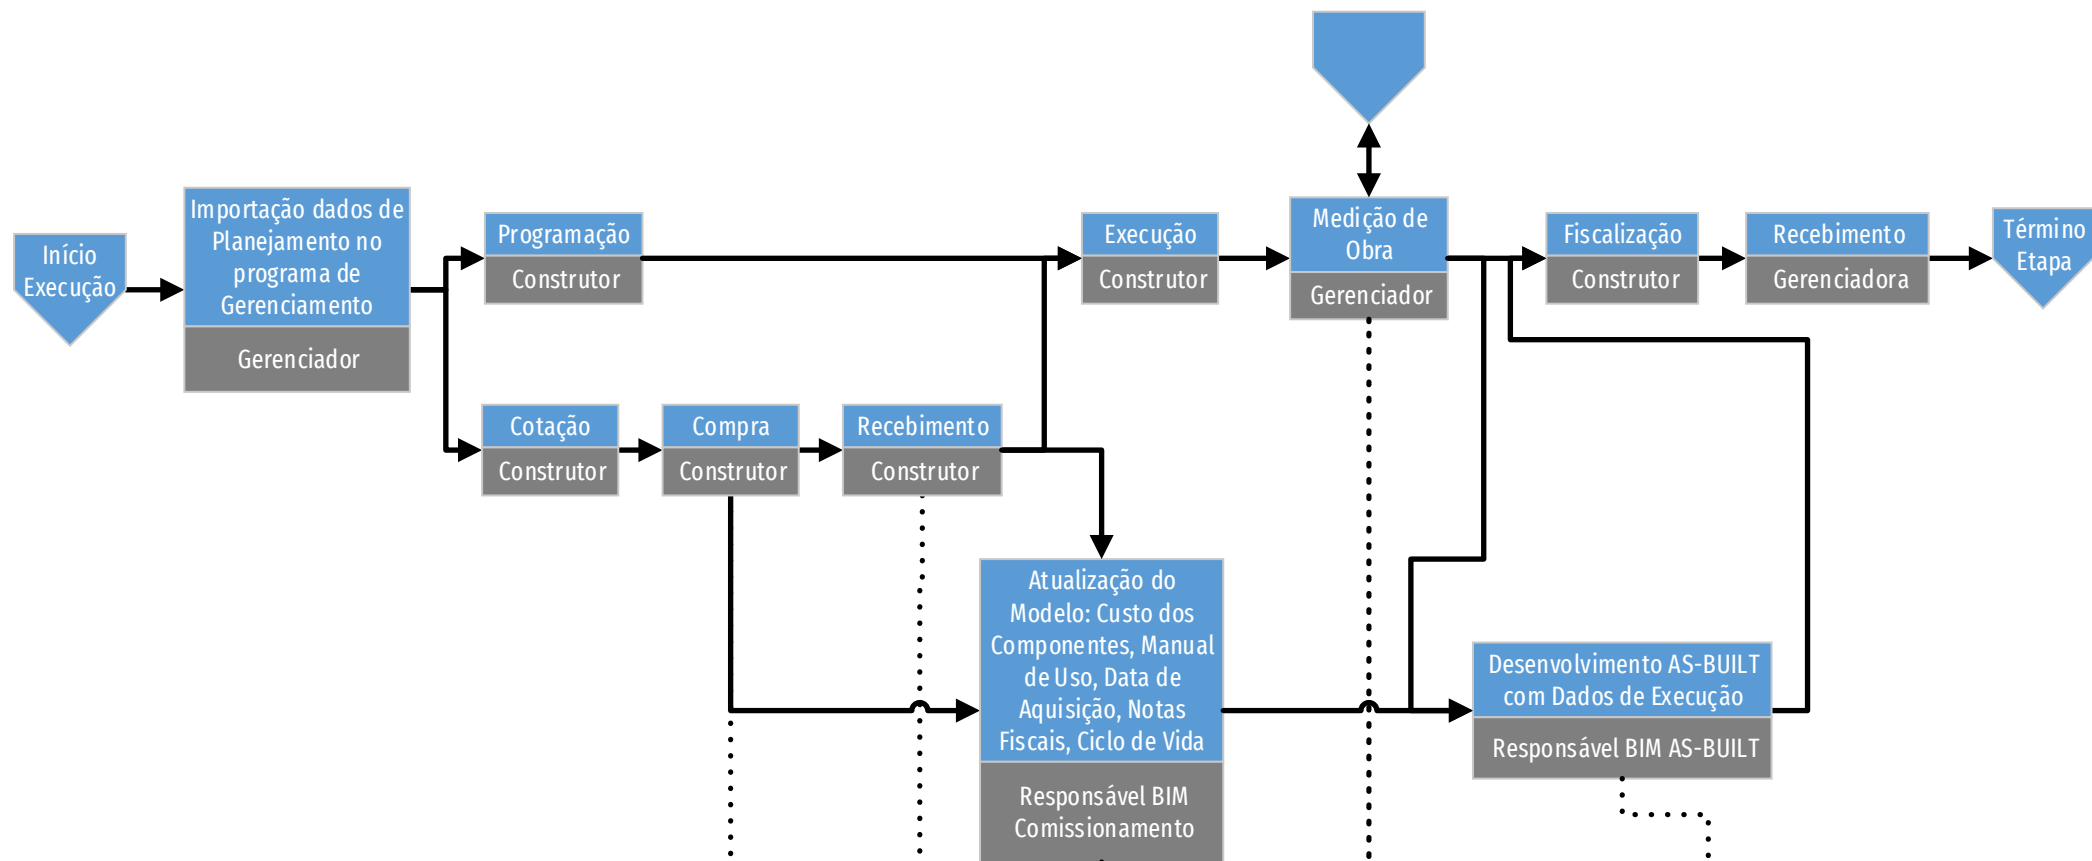 Início
Execução
Importação dados de
Planejamento no
programa de
Gerenciamento
Gerenciador
Programação
Construtor
Execução
Construtor
Medição de
Obra
Gerenciador
Fiscalização
Construtor
Recebimento
Gerenciadora
Término
Etapa
Cotação
Construtor
Compra
Construtor
Recebimento
Construtor
Atualização do
Modelo: Custo dos
Componentes, Manual
de Uso, Data de
Aquisição, Notas
Fiscais, Ciclo de Vida
Responsável BIM
Comissionamento
Desenvolvimento AS-BUILT
com Dados de Execução
Responsável BIM AS-BUILT